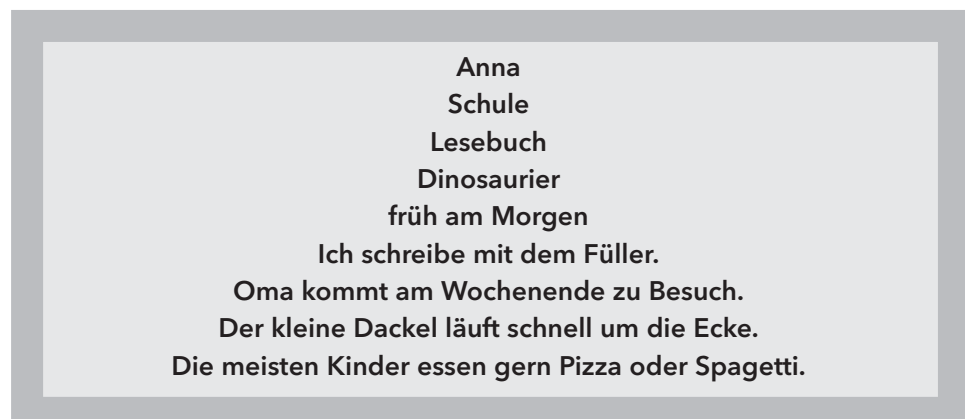 Anna
Schule
Lesebuch
Dinosaurier
früh am Morgen
Ich schreibe mit dem Füller.
Oma kommt am Wochenende zu Besuch.
Der kleine Dackel läuft schnell um die Ecke.
Die meisten Kinder essen gern Pizza oder Spagetti.